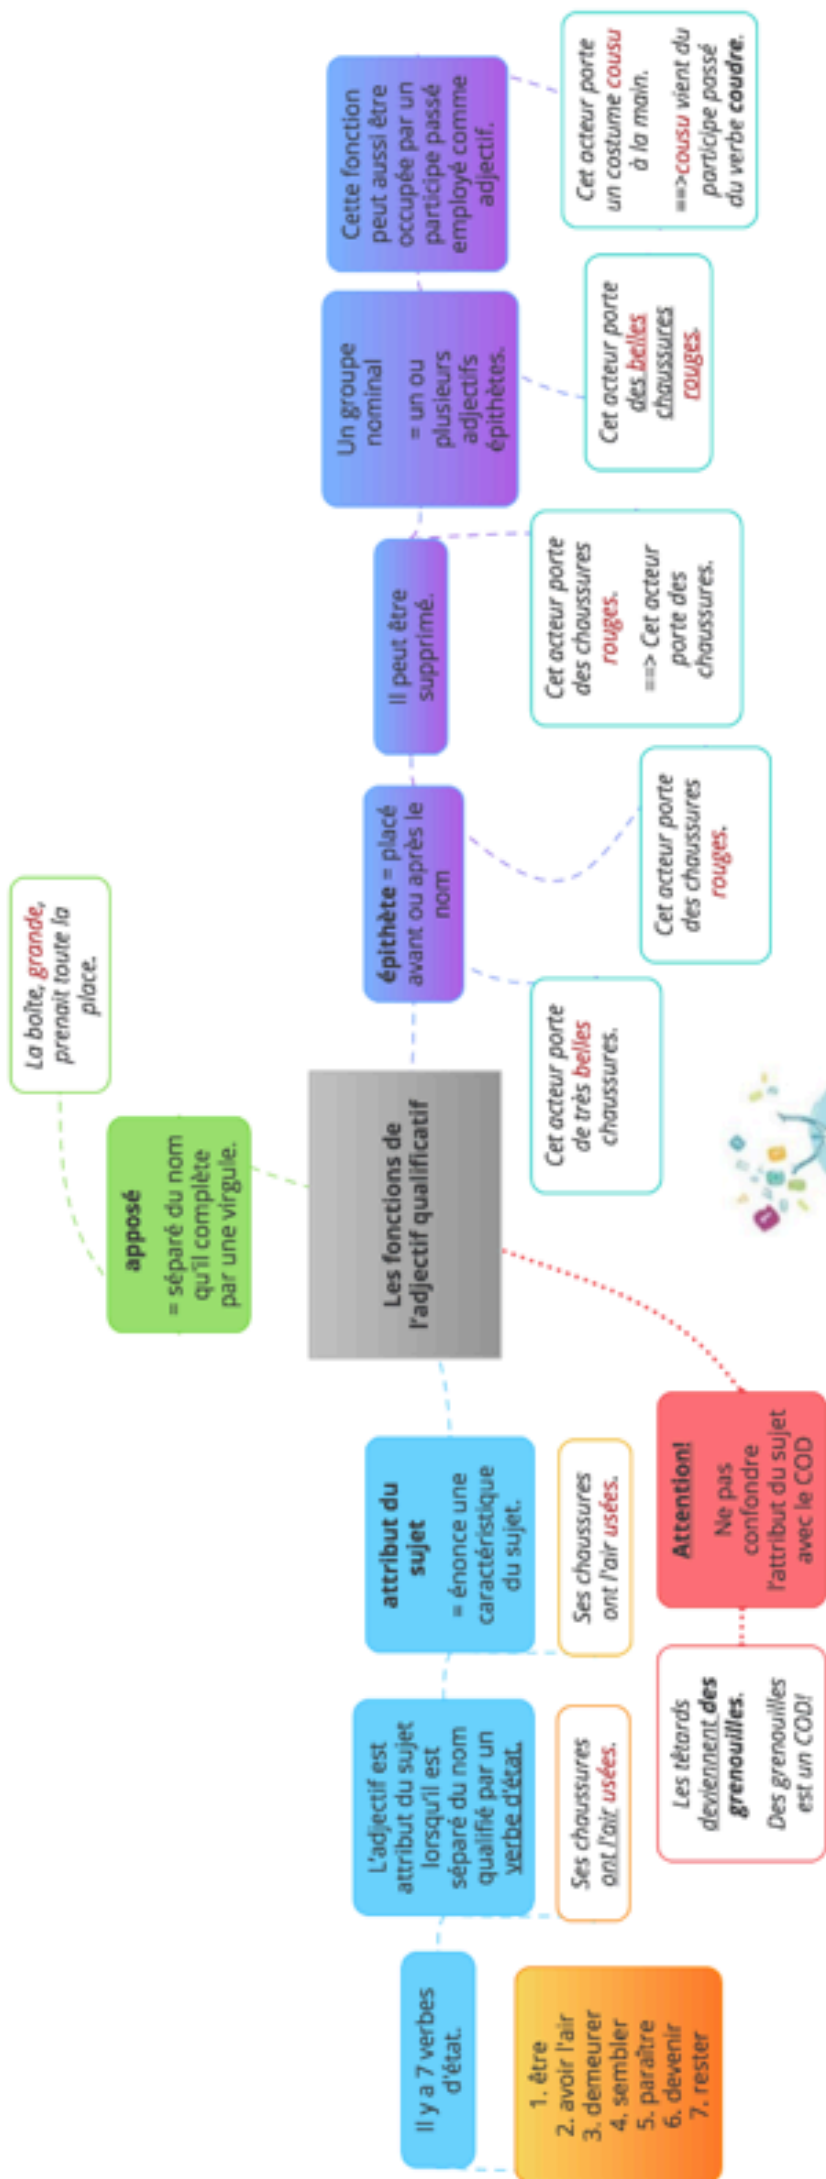 Les fonctions de
l'adjectif qualificatif
apposé
= séparé du nom
qu'il complète
par une virgule.
La boîte, grande,
prenait toute la
place.
épithète = placé
avant ou après le
nom
Cet acteur porte
de très belles
chaussures.
Cet acteur porte
des chaussures
rouges.
Il peut être
supprimé.
Cet acteur porte
des chaussures
rouges.
==> Cet acteur
porte des
chaussures.
Un groupe
nominal
= un ou
plusieurs
adjectifs
épithètes.
Cet acteur porte
des belles
chaussures
rouges.
Cette fonction
peut aussi être
occupée par un
participe passé
employé comme
adjectif.
Cet acteur porte
un costume cousu
à la main.
==>cousu vient du
participe passé
du verbe coudre.
attribut du
sujet
= énonce une
caractéristique
du sujet.
Ses chaussures
ont l'air usées.
L'adjectif est
attribut du sujet
lorsqu'il est
séparé du nom
qualifié par un
verbe d'état.
Ses chaussures
ont l'air usées.
Il y a 7 verbes
d'état.
1. être
2. avoir l'air
3. demeurer
4. sembler
5. paraître
6. devenir
7. rester
Attention!
Ne pas
confondre
l'attribut du sujet
avec le COD
Les têtards
deviennent des
grenouilles.
Des grenouilles
est un COD!